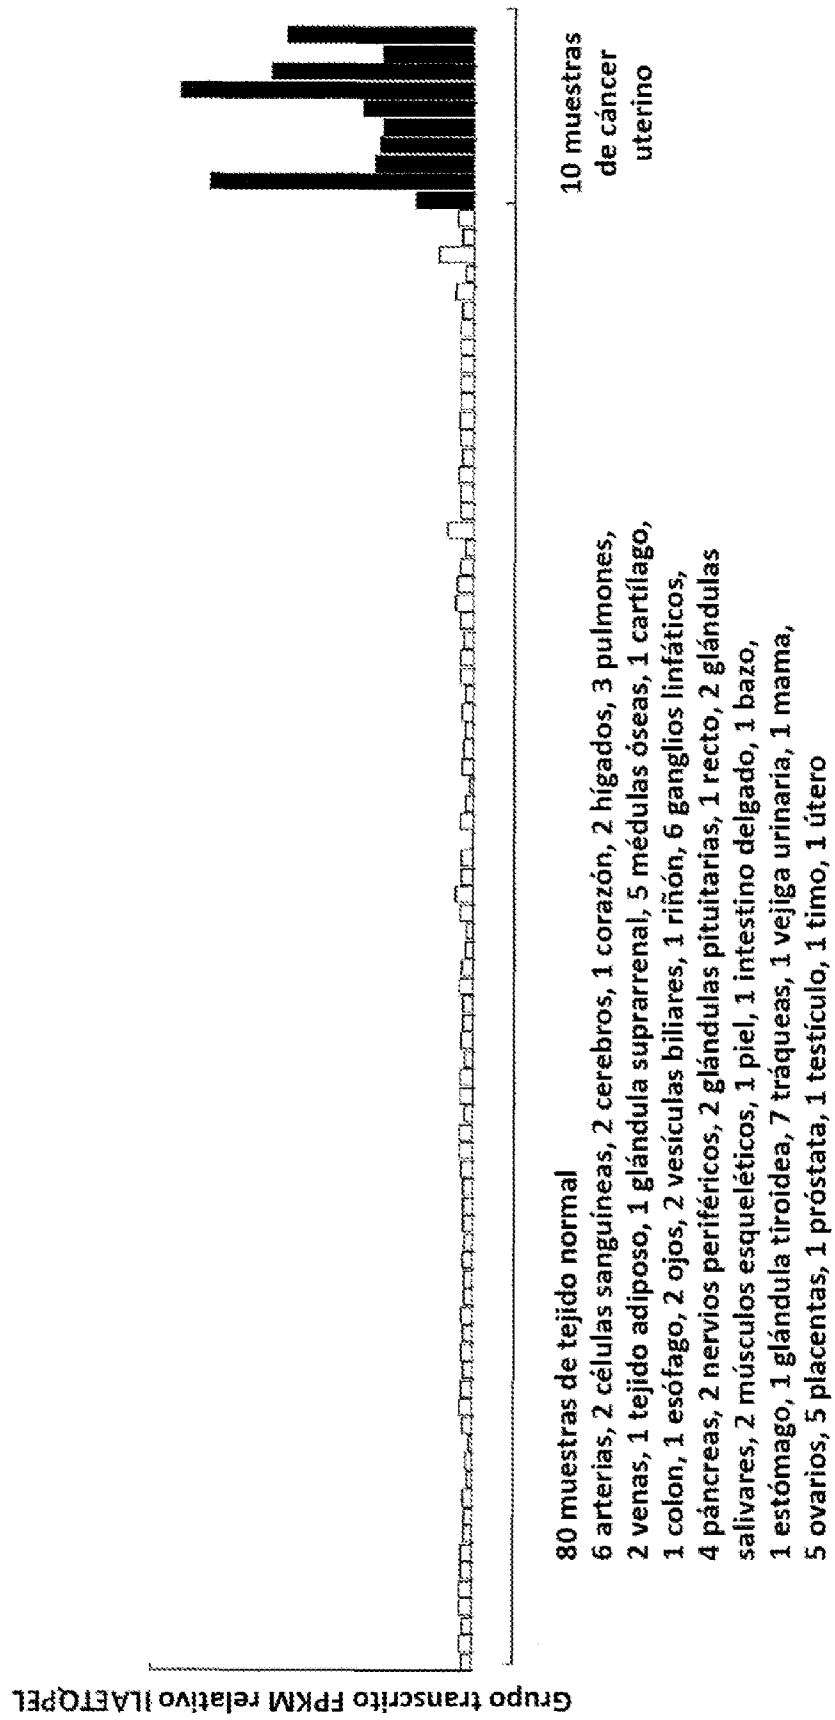 Grupo transcrito FPKM relativo ILAETQPEL
80 muestras de tejido normal
6 arterias, 2 células sanguíneas, 2 cerebros, 1 corazón, 2 hígados, 3 pulmones,
2 venas, 1 tejido adiposo, 1 glándula suprarrenal, 5 médulas óseas, 1 cartílago,
1 colon, 1 esófago, 2 ojos, 2 vesículas biliares, 1 riñón, 6 ganglios linfáticos,
4 páncreas, 2 nervios periféricos, 2 glándulas pituitarias, 1 recto, 2 glándulas
salivares, 2 músculos esqueléticos, 1 piel, 1 intestino delgado, 1 bazo,
1 estómago, 1 glándula tiroidea, 7 tráqueas, 1 vejiga urinaria, 1 mama,
5 ovarios, 5 placentas, 1 próstata, 1 testículo, 1 timo, 1 útero
10 muestras
de cáncer
uterino